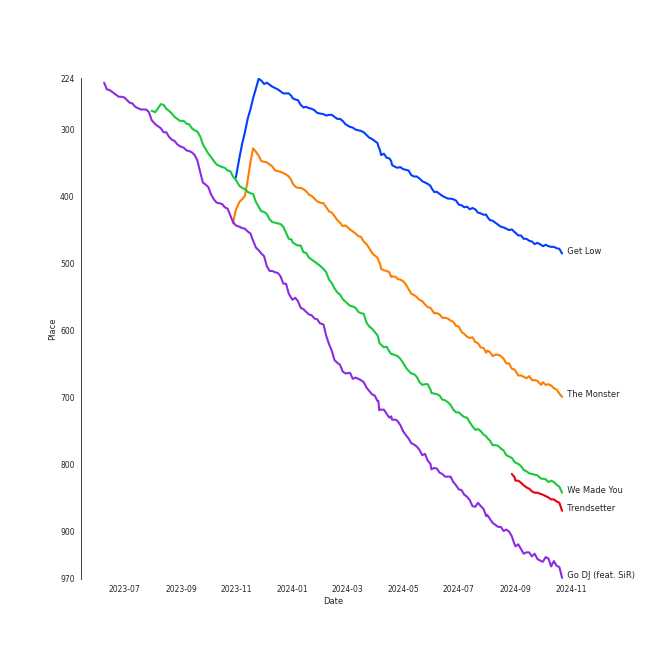 224
300
400
500
600
700
800
900
970
Place
2023-07
2023-09
2023-11
2024-01
2024-03
2024-05
2024-07
2024-09
2024-11
Date
Get Low
The Monster
We Made You
Trendsetter
Go DJ (feat. SiR)